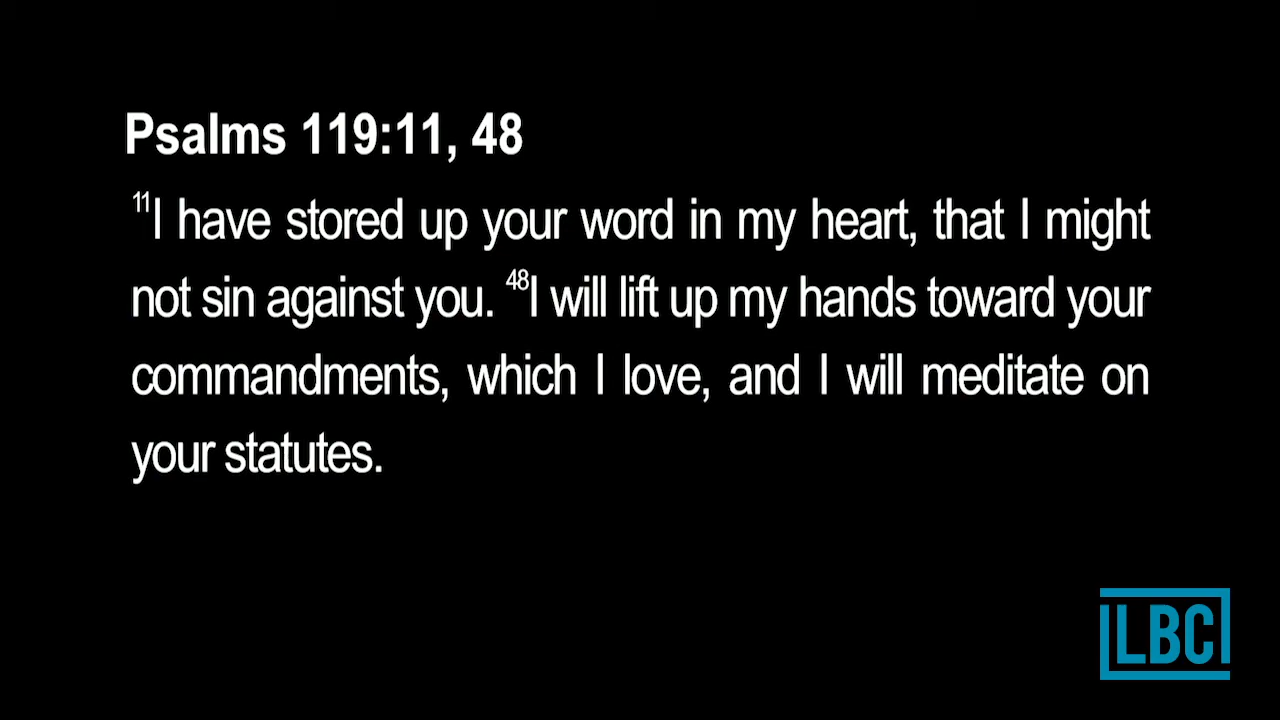 Psalms 119:11, 48
11I have stored up your word in my heart, that I might
not sin against you. 48I will lift up my hands toward your
commandments, which I love, and I will meditate on
your statutes.
LBC